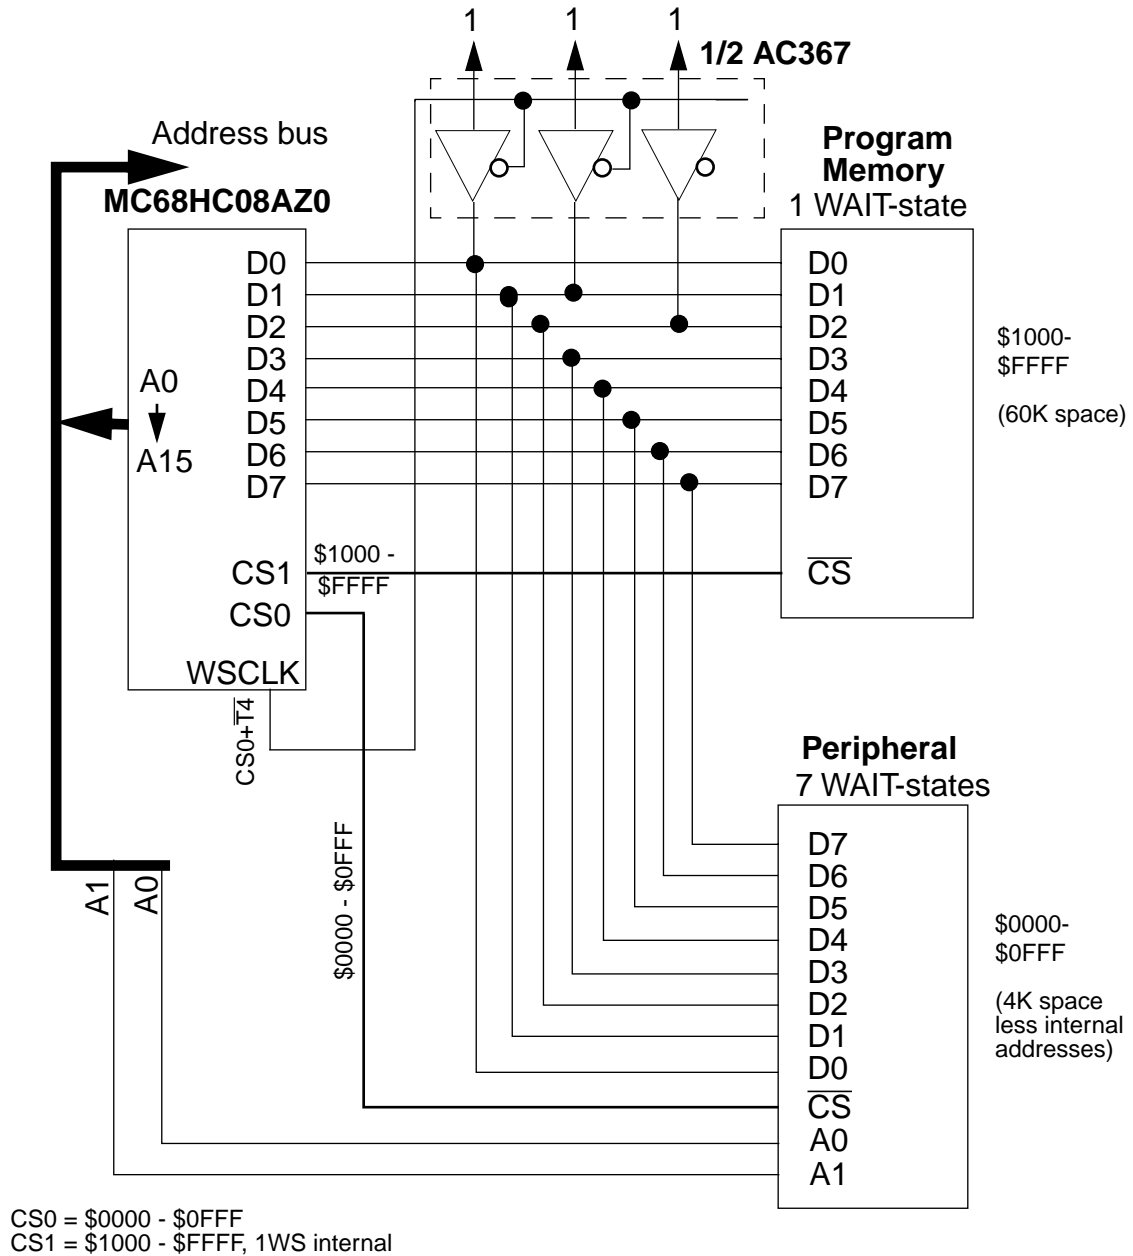 1 1 1
1/2 AC367
Address bus
MC68HC08AZ0
Program
Memory
1 WAIT-state
D0
D1
D2
D3
D4
D5
D6
D7
A0
A15
CS1
CS0
WSCLK
$1000 -
$FFFF
D0
D1
D2
D3
D4
D5
D6
D7
C̅S̅
$1000-
$FFFF
(60K space)
CS0+T̅4̅
$0000 - $0FFF
A1
A0
Peripheral
7 WAIT-states
D7
D6
D5
D4
D3
D2
D1
D0
C̅S̅
A0
A1
$0000-
$0FFF
(4K space
less internal
addresses)
CS0 = $0000 - $0FFF
CS1 = $1000 - $FFFF, 1WS internal